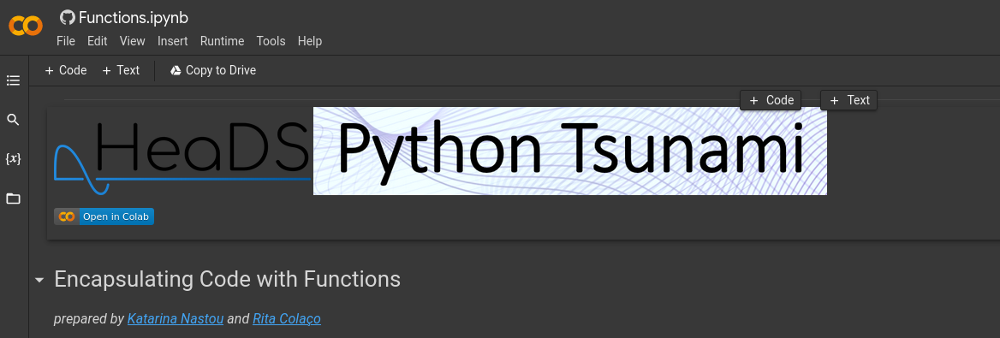 Functions.ipynb
File Edit View Insert Runtime Tools Help
+ Code + Text Copy to Drive
+ Code + Text
HeaDS Python Tsunami
{x}
Open in Colab
Encapsulating Code with Functions
prepared by Katarina Nastou and Rita Colaço